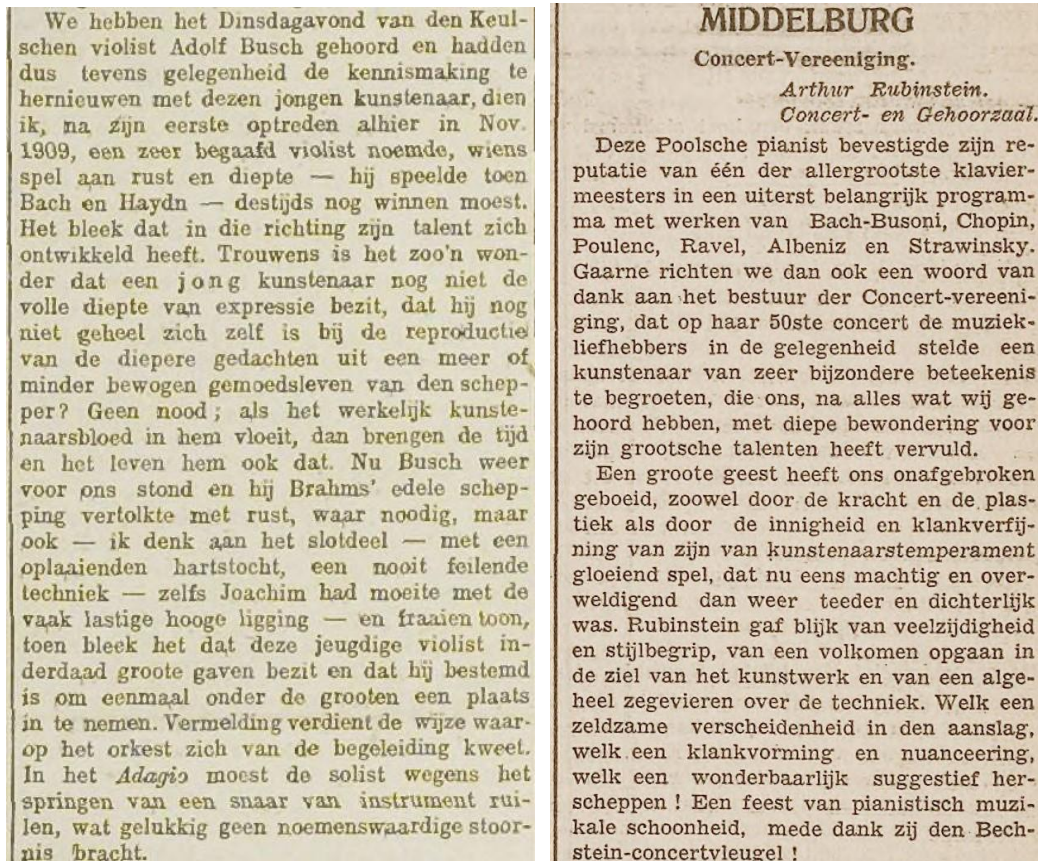 We hebben het Dinsdagavond van den Keul-
schen violist Adolf Busch gehoord en hadden
dus tevens gelegenheid de kennismaking te
hernieuwen met dezen jongen kunstenaar, dien
ik, na zijn eerste optreden alhier in Nov.
1909, een zeer begaafd violist noemde, wiens
spel aan rust en diepte — hij speelde toen
Bach en Haydn — destijds nog winnen moest.
Het bleek dat in die richting zijn talent zich
ontwikkeld heeft. Trouwens is het zoo'n won-
der dat een jong kunstenaar nog niet de
volle diepte van expressie bezit, dat hij nog
niet geheel zich zelf is bij de reproductie
van de diepere gedachten uit een meer of
minder bewogen gemoedsleven van den schep-
per? Geen nood; als het werkelijk kunste-
naarsbloed in hem vloeit, dan brengen de tijd
en het leven hem ook dat. Nu Busch weer
voor ons stond en hij Brahms' edele schep-
ping vertolkte met rust, waar noodig, maar
ook — ik denk aan het slotdeel — met een
oplaaienden hartstocht, een nooit feilende
techniek — zelfs Joachim had moeite met de
vaak lastige hooge ligging — en fraaien toon,
toen bleek het dat deze jeugdige violist in-
derdaad groote gaven bezit en dat hij bestemd
is om eenmaal onder de grooten een plaats
in te nemen. Vermelding verdient de wijze waar-
op het orkest zich van de begeleiding kweet.
In het Adagio moest de solist wegens het
springen van een snaar van instrument rui-
len, wat gelukkig geen noemenswaardige stoor-
nis bracht.
MIDDELBURG
Concert-Vereeniging.
Arthur Rubinstein.
Concert- en Gehoorzaal.
Deze Poolsche pianist bevestigde zijn re-
putatie van één der allergrootste klavier-
meesters in een uiterst belangrijk program-
ma met werken van Bach-Busoni, Chopin,
Poulenc, Ravel, Albeniz en Strawinsky.
Gaarne richten we dan ook een woord van
dank aan het bestuur der Concert-vereeni-
ging, dat op haar 50ste concert de muziek-
liefhebbers in de gelegenheid stelde een
kunstenaar van zeer bijzondere beteekenis
te begroeten, die ons, na alles wat wij ge-
hoord hebben, met diepe bewondering voor
zijn grootsche talenten heeft vervuld.
Een groote geest heeft ons onafgebroken
geboeid, zoowel door de kracht en de plas-
tiek als door de innigheid en klankverfij-
ning van zijn van kunstenaarstemperament
gloeiend spel, dat nu eens machtig en over-
weldigend dan weer teeder en dichterlijk
was. Rubinstein gaf blijk van veelzijdigheid
en stijlbegrip, van een volkomen opgaan in
de ziel van het kunstwerk en van een alge-
heel zegevieren over de techniek. Welk een
zeldzame verscheidenheid in den aanslag,
welk een klankvorming en nuanceering,
welk een wonderbaarlijk suggestief her-
scheppen ! Een feest van pianistisch muzi-
kale schoonheid, mede dank zij den Bech-
stein-concertvleugel !